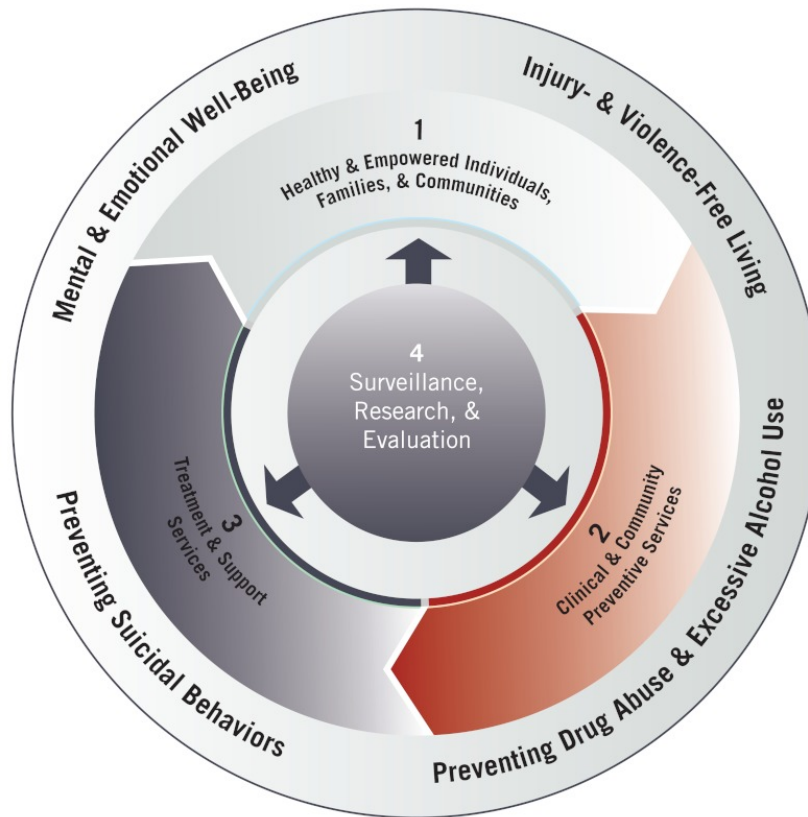 Mental & Emotional Well-Being
Injury- & Violence-Free Living
1
Healthy & Empowered Individuals,
Families, & Communities
4
Surveillance,
Research, &
Evaluation
3
Treatment & Support
Services
2
Clinical & Community
Preventive Services
Preventing Suicidal Behaviors
Preventing Drug Abuse & Excessive Alcohol Use